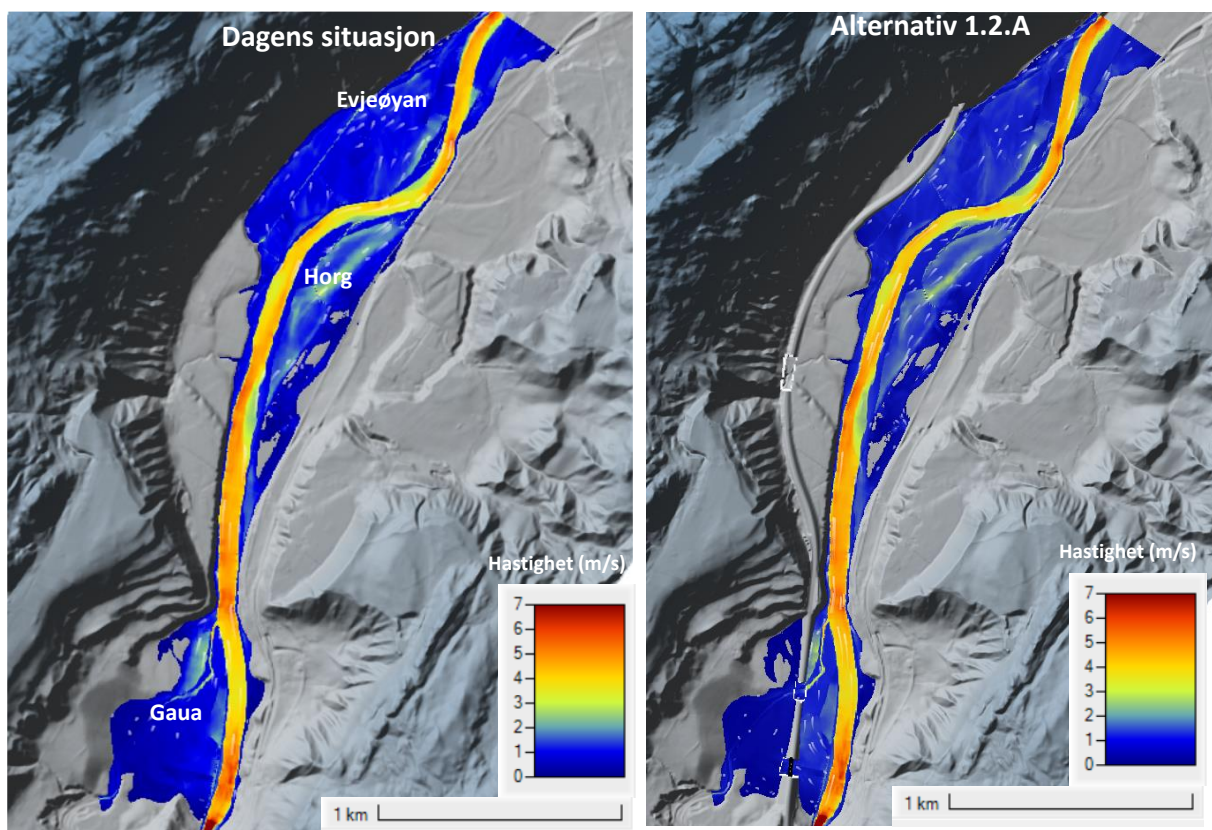 Dagens situasjon
Evjeøyan
Horg
Gaua
Hastighet (m/s)
7
6
5
4
3
2
1
0
1 km
Alternativ 1.2.A
Hastighet (m/s)
7
6
5
4
3
2
1
0
1 km